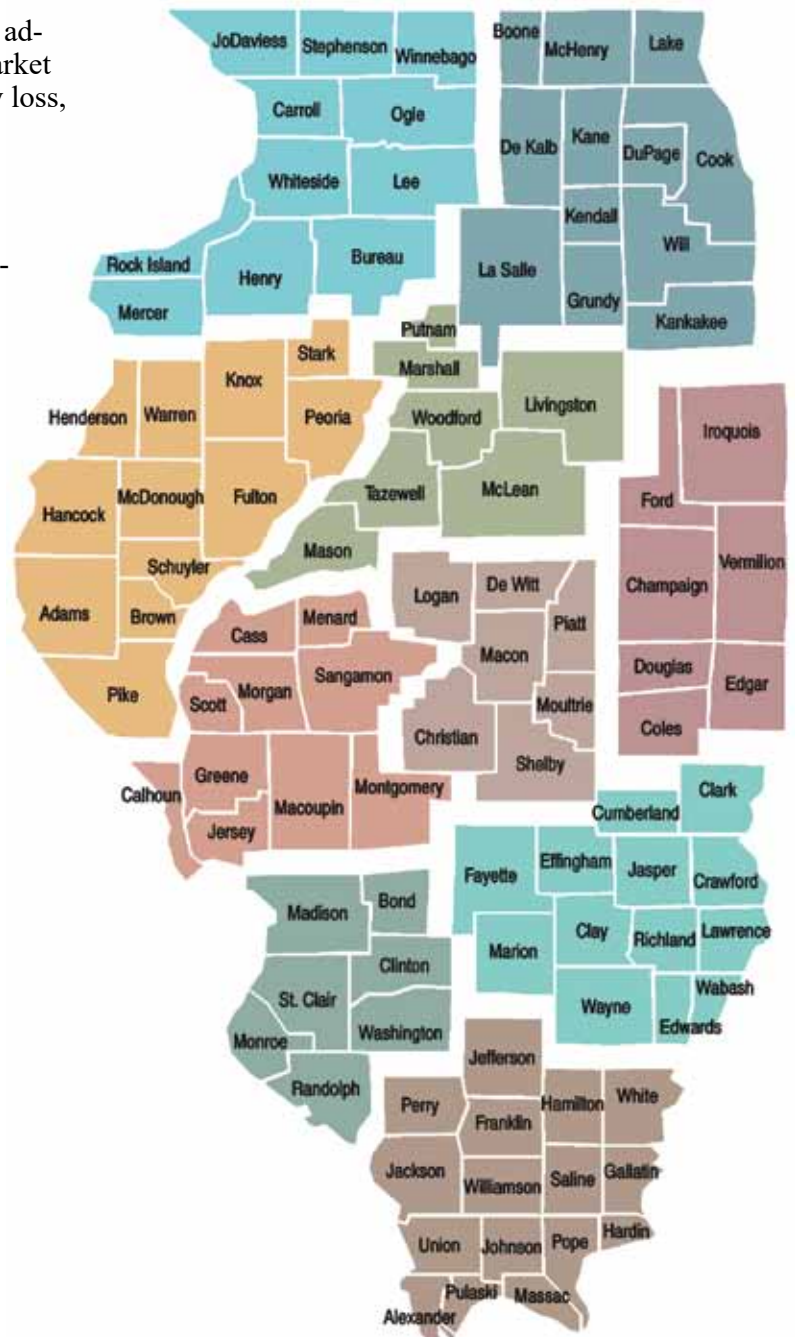 ad-
arket
loss,
-
JoDaviess
Stephenson
Winnebago
Boone
McHenry
Lake
Carroll
Ogle
De Kalb
Kane
DuPage
Cook
Whiteside
Lee
Kendall
Will
Rock Island
Henry
Bureau
La Salle
Grundy
Mercer
Kankakee
Putnam
Stark
Marshall
Knox
Henderson
Warren
Peoria
Woodford
Livingston
Iroquois
Tazewell
McLean
Ford
Hancock
McDonough
Fulton
Mason
Schuyler
Champaign
Vermilion
Adams
Brown
Logan
De Witt
Piatt
Cass
Menard
Macon
Sangamon
Douglas
Edgar
Pike
Scott
Morgan
Moultrie
Christian
Coles
Shelby
Greene
Calhoun
Macoupin
Montgomery
Jersey
Clark
Cumberland
Fayette
Effingham
Jasper
Crawford
Madison
Bond
Clay
Richland
Lawrence
Marion
Clinton
St. Clair
Wabash
Wayne
Edwards
Washington
Monroe
Jefferson
Randolph
Perry
Franklin
Hamilton
White
Jackson
Williamson
Saline
Gallatin
Union
Johnson
Pope
Hardin
Pulaski
Massac
Alexander